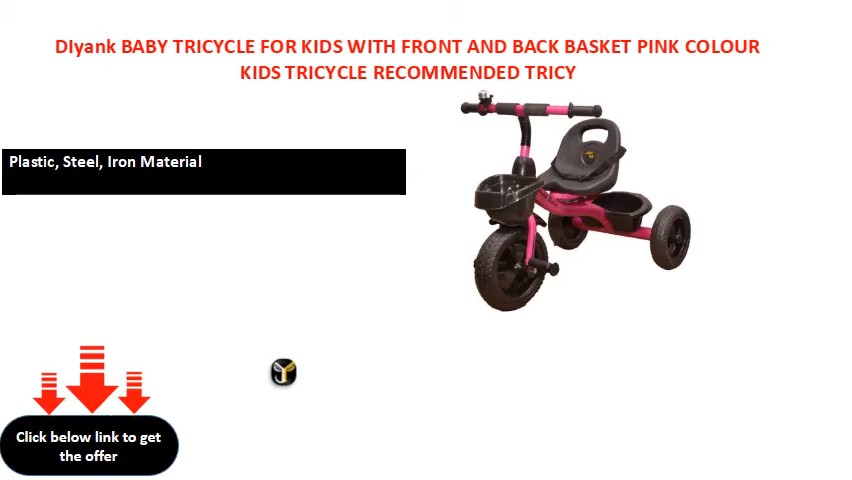 DIyank BABY TRICYCLE FOR KIDS WITH FRONT AND BACK BASKET PINK COLOUR
KIDS TRICYCLE RECOMMENDED TRICY
Plastic, Steel, Iron Material
Click below link to get
the offer